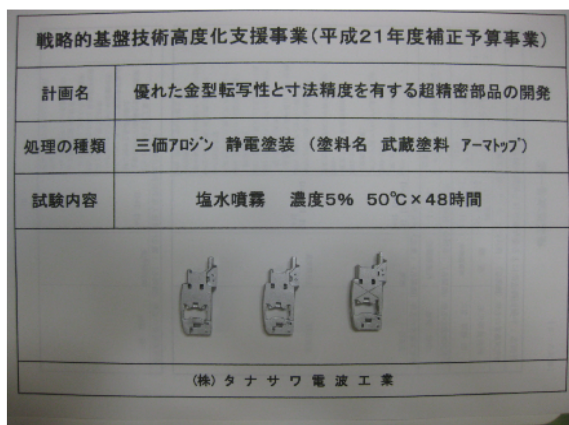 戦略的基盤技術高度化支援事業(平成21年度補正予算事業)
計画名 優れた金型転写性と寸法精度を有する超精密部品の開発
処理の種類 三価アロジン 静電塗装 (塗料名 武蔵塗料 アーマトップ)
試験内容 塩水噴霧 濃度5% 50℃×48時間
(株)タナサワ電波工業